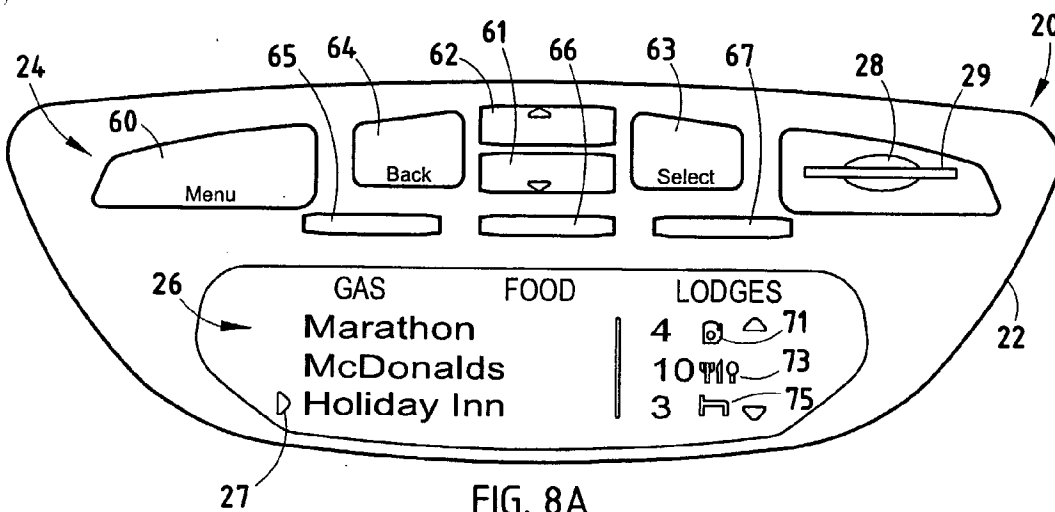 61
64 62 66 63 20
65 67 28 29
24
60
Back Select
Menu
26 GAS FOOD LODGES
Marathon 4 71
McDonalds 10 73 22
Holiday Inn 3 75
27
FIG. 8A